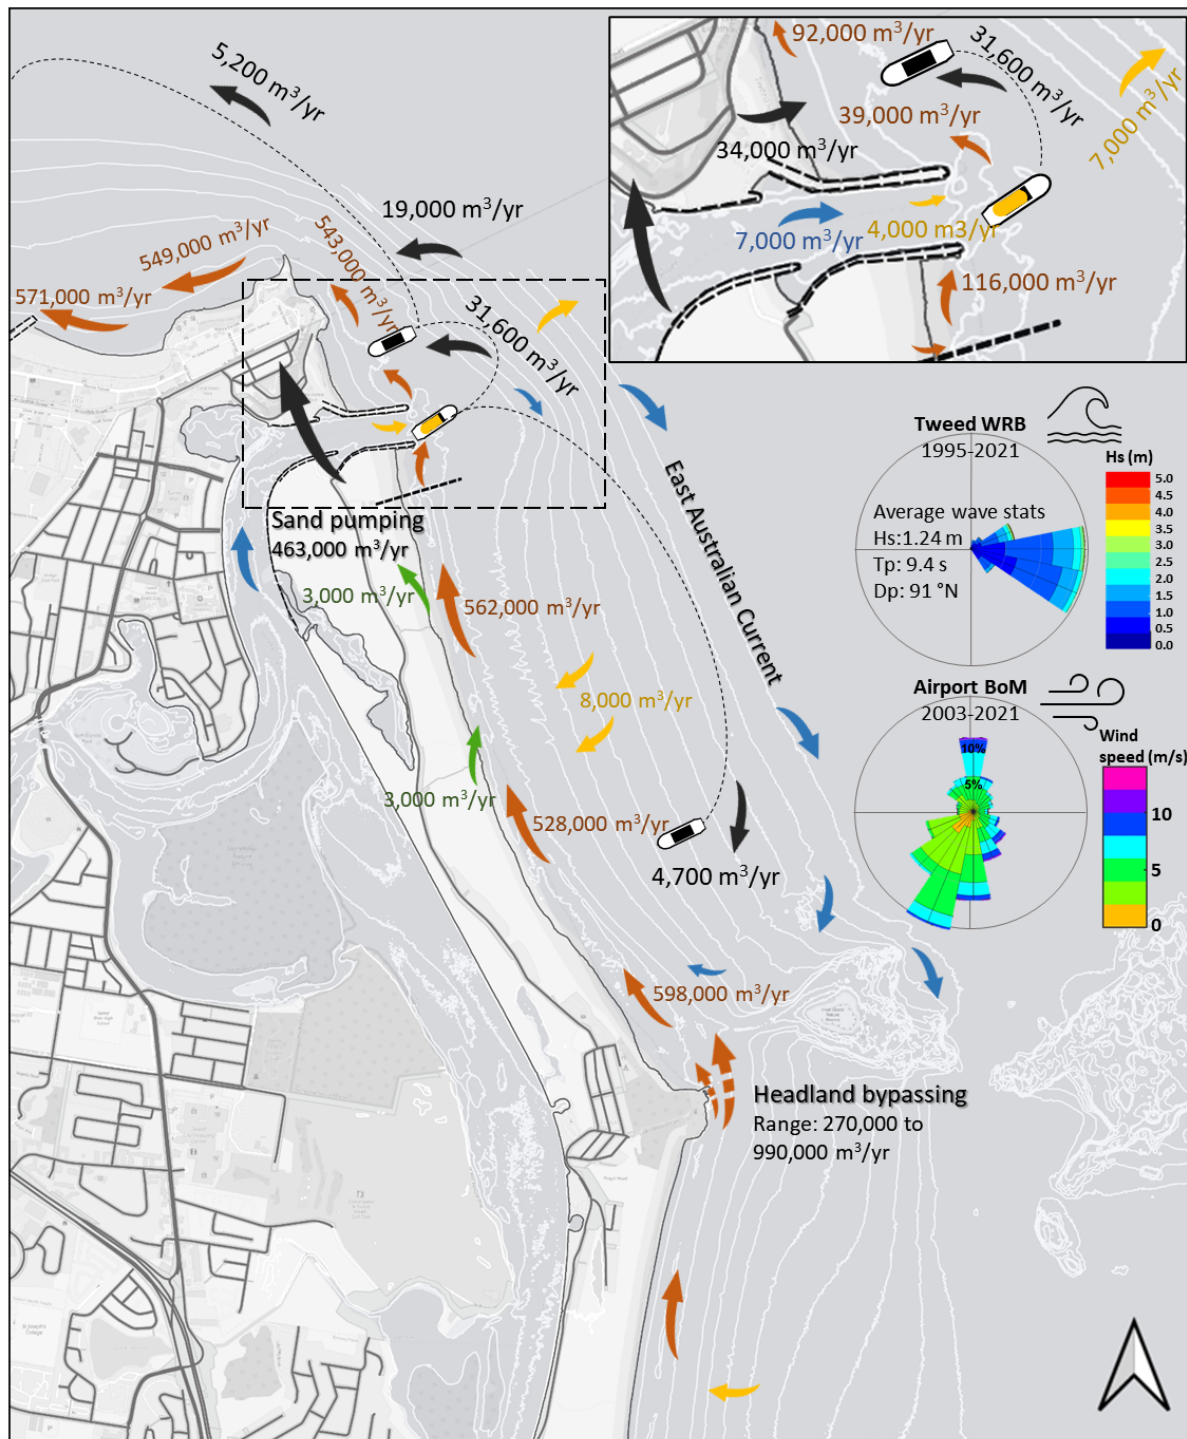 5,200 m³/yr
19,000 m³/yr
549,000 m³/yr
543,000 m³/yr
571,000 m³/yr
31,600 m³/yr
92,000 m³/yr
31,600 m³/yr
7,000 m³/yr
39,000 m³/yr
34,000 m³/yr
7,000 m³/yr
4,000 m3/yr
116,000 m³/yr
Sand pumping
463,000 m³/yr
3,000 m³/yr
562,000 m³/yr
East Australian Current
8,000 m³/yr
3,000 m³/yr
528,000 m³/yr
4,700 m³/yr
598,000 m³/yr
Headland bypassing
Range: 270,000 to
990,000 m³/yr
Tweed WRB
1995-2021
Average wave stats
Hs:1.24 m
Tp: 9.4 s
Dp: 91 °N
Hs (m)
5.0
4.5
4.0
3.5
3.0
2.5
2.0
1.5
1.0
0.5
0.0
Airport BoM
2003-2021
10%
5%
Wind
speed (m/s)
10
5
0